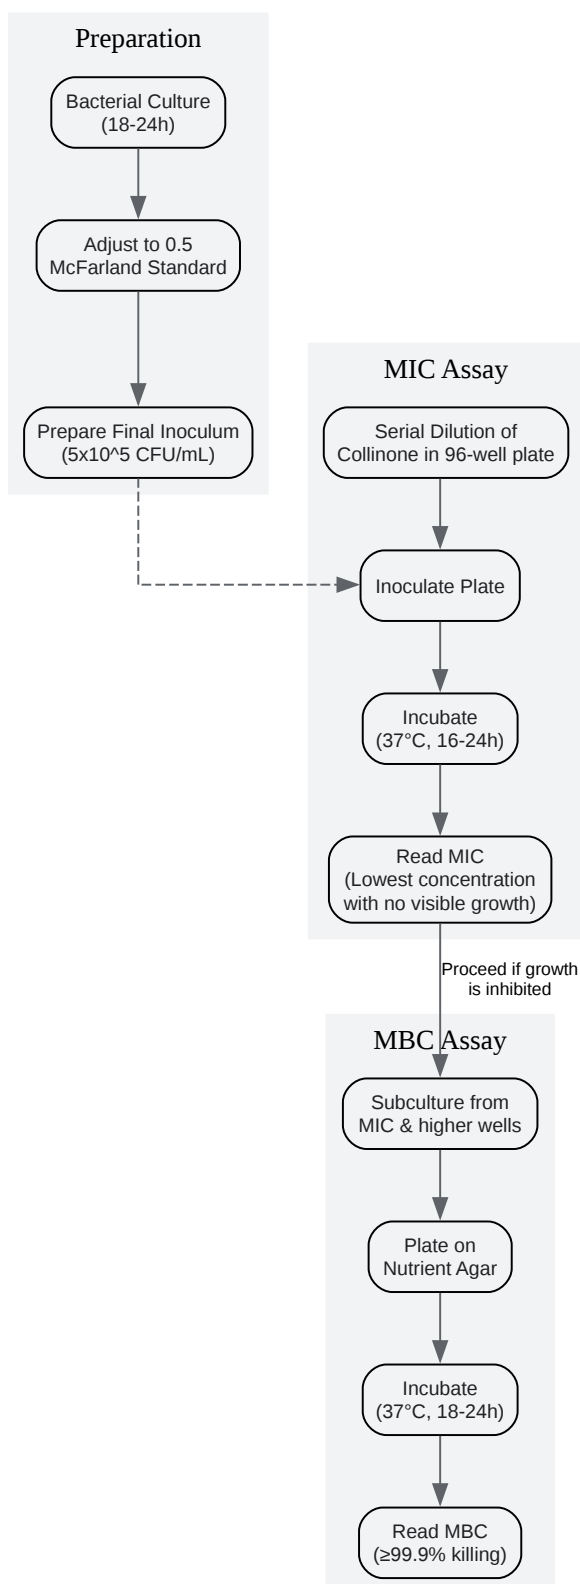 Preparation
Bacterial Culture
(18-24h)
Adjust to 0.5
McFarland Standard
Prepare Final Inoculum
(5x10^5 CFU/mL)
MIC Assay
Serial Dilution of
Collinone in 96-well plate
Inoculate Plate
Incubate
(37°C, 16-24h)
Read MIC
(Lowest concentration
with no visible growth)
Proceed if growth
is inhibited
MBC Assay
Subculture from
MIC & higher wells
Plate on
Nutrient Agar
Incubate
(37°C, 18-24h)
Read MBC
(≥99.9% killing)